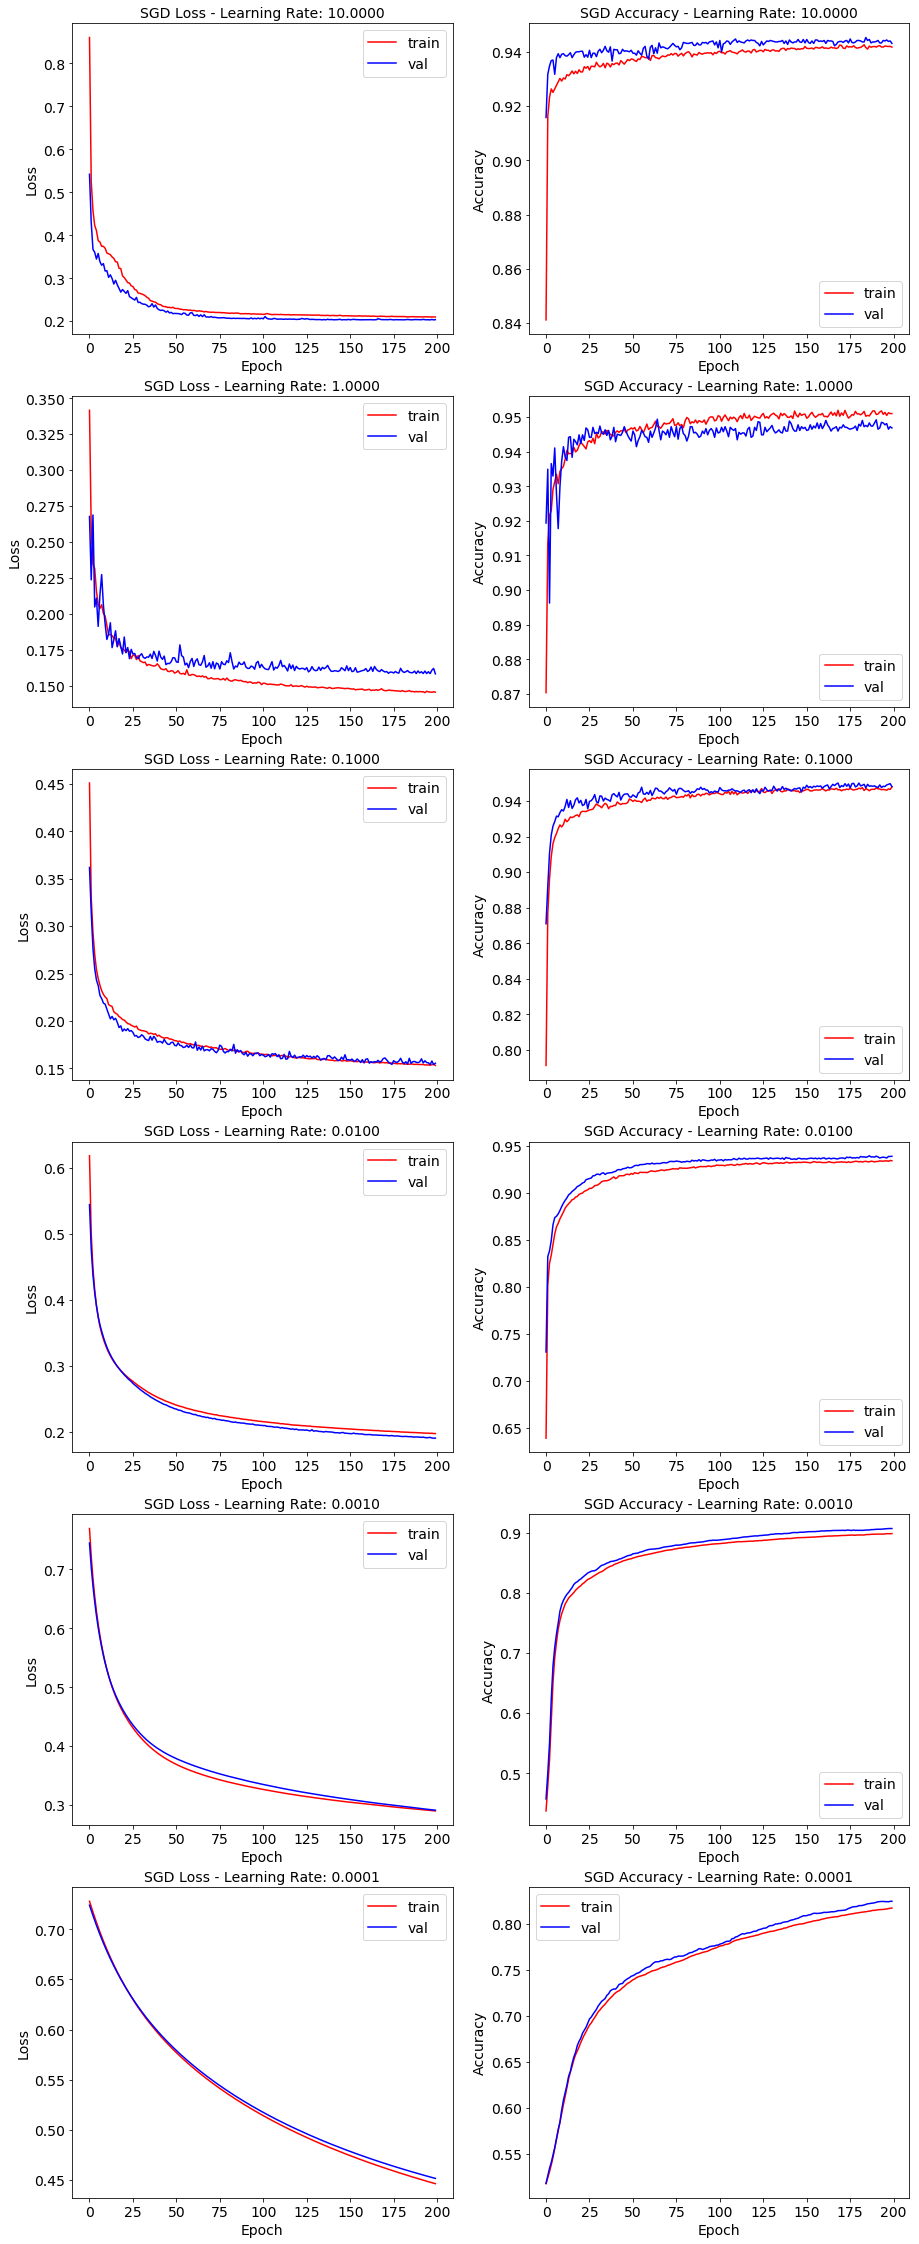 SGD Loss - Learning Rate: 10.0000
Loss
0.8
0.7
0.6
0.5
0.4
0.3
0.2
train
val
0 25 50 75 100 125 150 175 200
Epoch
SGD Accuracy - Learning Rate: 10.0000
Accuracy
0.94
0.92
0.90
0.88
0.86
0.84
train
val
0 25 50 75 100 125 150 175 200
Epoch
SGD Loss - Learning Rate: 1.0000
Loss
0.350
0.325
0.300
0.275
0.250
0.225
0.200
0.175
0.150
train
val
0 25 50 75 100 125 150 175 200
Epoch
SGD Accuracy - Learning Rate: 1.0000
Accuracy
0.95
0.94
0.93
0.92
0.91
0.90
0.89
0.88
0.87
train
val
0 25 50 75 100 125 150 175 200
Epoch
SGD Loss - Learning Rate: 0.1000
Loss
0.45
0.40
0.35
0.30
0.25
0.20
0.15
train
val
0 25 50 75 100 125 150 175 200
Epoch
SGD Accuracy - Learning Rate: 0.1000
Accuracy
0.94
0.92
0.90
0.88
0.86
0.84
0.82
0.80
train
val
0 25 50 75 100 125 150 175 200
Epoch
SGD Loss - Learning Rate: 0.0100
Loss
0.6
0.5
0.4
0.3
0.2
train
val
0 25 50 75 100 125 150 175 200
Epoch
SGD Accuracy - Learning Rate: 0.0100
Accuracy
0.95
0.90
0.85
0.80
0.75
0.70
0.65
train
val
0 25 50 75 100 125 150 175 200
Epoch
SGD Loss - Learning Rate: 0.0010
Loss
0.7
0.6
0.5
0.4
0.3
train
val
0 25 50 75 100 125 150 175 200
Epoch
SGD Accuracy - Learning Rate: 0.0010
Accuracy
0.9
0.8
0.7
0.6
0.5
train
val
0 25 50 75 100 125 150 175 200
Epoch
SGD Loss - Learning Rate: 0.0001
Loss
0.70
0.65
0.60
0.55
0.50
0.45
train
val
0 25 50 75 100 125 150 175 200
Epoch
SGD Accuracy - Learning Rate: 0.0001
Accuracy
0.80
0.75
0.70
0.65
0.60
0.55
train
val
0 25 50 75 100 125 150 175 200
Epoch